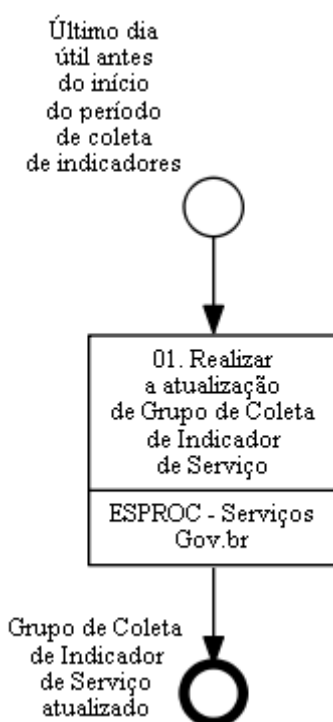 Último dia
útil antes
do início
do período
de coleta
de indicadores
01. Realizar
a atualização
de Grupo de Coleta
de Indicador
de Serviço
ESPROC - Serviços
Gov.br
Grupo de Coleta
de Indicador
de Serviço
atualizado